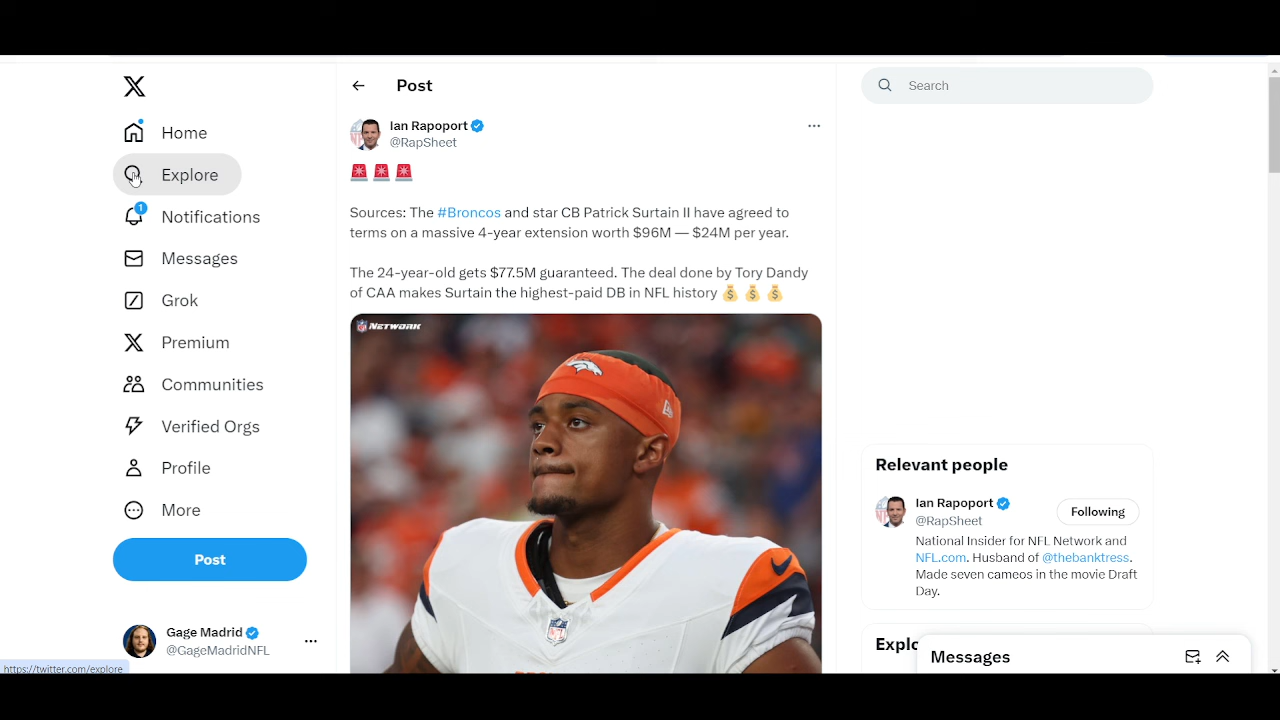 Post
Search
Home
Explore
1
Notifications
Messages
Grok
Premium
Communities
Verified Orgs
Profile
More
Post
Gage Madrid
@GageMadridNFL
https://twitter.com/explore
Ian Rapoport
@RapSheet
🚨 🚨 🚨
Sources: The #Broncos and star CB Patrick Surtain II have agreed to
terms on a massive 4-year extension worth $96M — $24M per year.
The 24-year-old gets $77.5M guaranteed. The deal done by Tory Dandy
of CAA makes Surtain the highest-paid DB in NFL history 💰 💰 💰
NFL NETWORK
NFL
Relevant people
Ian Rapoport
@RapSheet
Following
National Insider for NFL Network and
NFL.com. Husband of @thebanktress.
Made seven cameos in the movie Draft
Day.
Messages